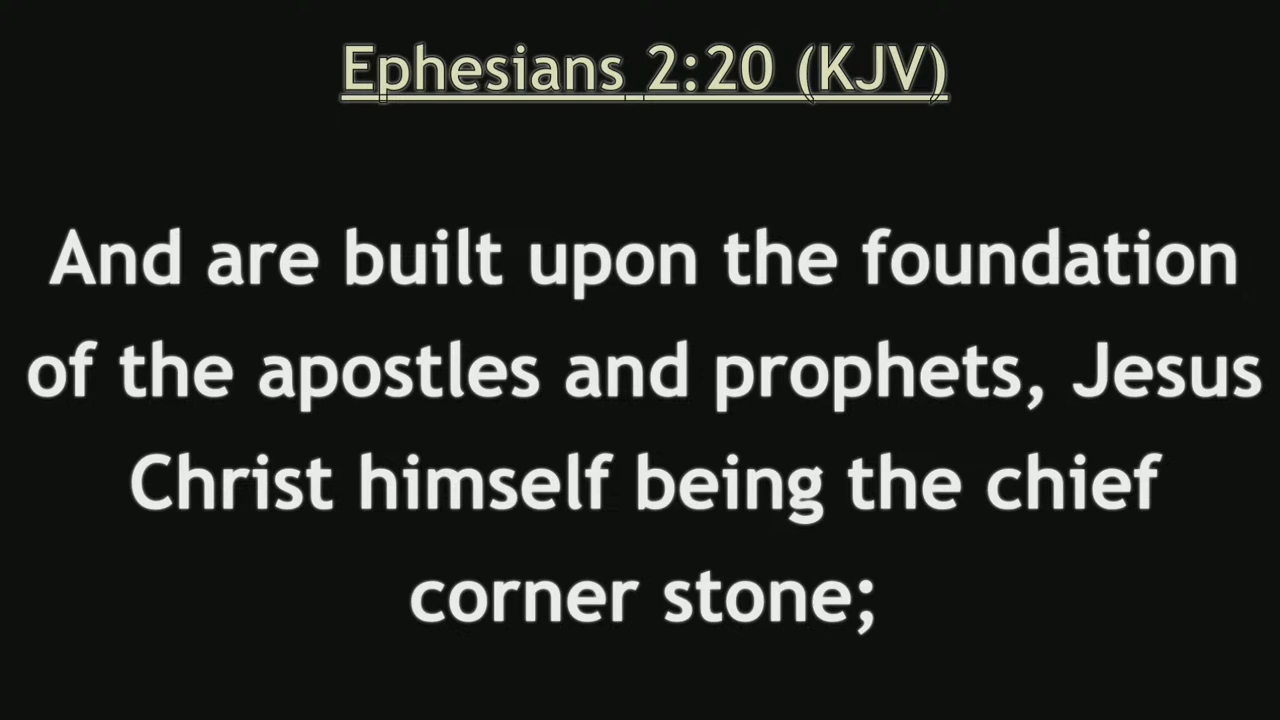 Ephesians 2:20 (KJV)
And are built upon the foundation
of the apostles and prophets, Jesus
Christ himself being the chief
corner stone;